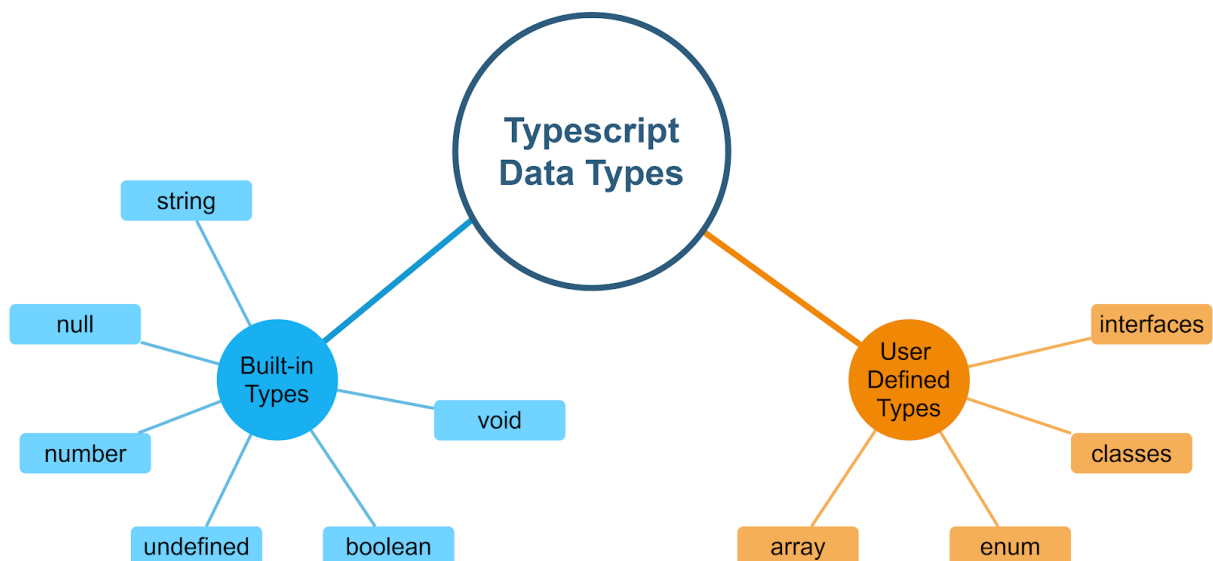 Typescript
Data Types
string
null
Built-in
Types
number
void
undefined
boolean
User
Defined
Types
interfaces
classes
array
enum